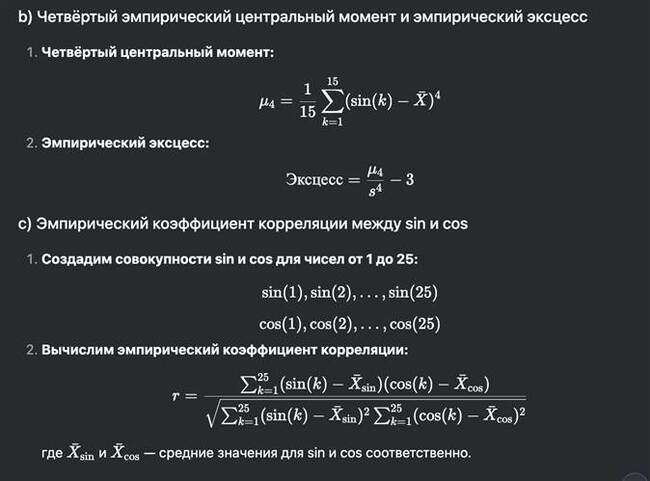 b) Четвёртый эмпирический центральный момент и эмпирический эксцесс
1. Четвёртый центральный момент:
μ₄ = 1/15 ∑_{k=1}^{15} (sin(k) − X̄)⁴
2. Эмпирический эксцесс:
Эксцесс = μ₄/s⁴ − 3
c) Эмпирический коэффициент корреляции между sin и cos
1. Создадим совокупности sin и cos для чисел от 1 до 25:
sin(1), sin(2), . . . , sin(25)
cos(1), cos(2), . . . , cos(25)
2. Вычислим эмпирический коэффициент корреляции:
r = ∑_{k=1}^{25} (sin(k) − X̄_sin)(cos(k) − X̄_cos) / √(∑_{k=1}^{25} (sin(k) − X̄_sin)² ∑_{k=1}^{25} (cos(k) − X̄_cos)²)
где X̄_sin и X̄_cos — средние значения для sin и cos соответственно.